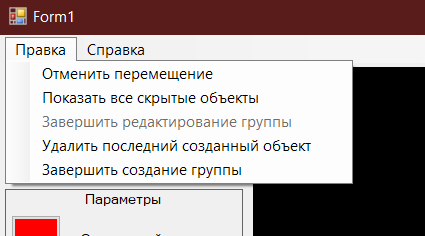 Form1
Правка Справка
Отменить перемещение
Показать все скрытые объекты
Завершить редактирование группы
Удалить последний созданный объект
Завершить создание группы
Параметры